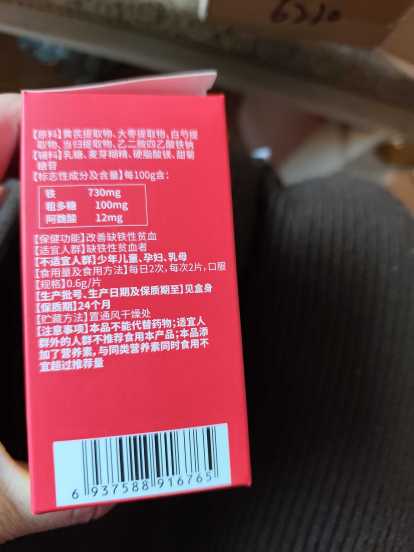 6220
【原料】黄芪提取物、大枣提取物、白芍提
取物、当归提取物、乙二胺四乙酸铁钠
【辅料】乳糖、麦芽糊精、硬脂酸镁、甜菊
糖苷
【标志性成分及含量】每100g含:
铁 730mg
粗多糖 100mg
阿魏酸 12mg
【保健功能】改善缺铁性贫血
【适宜人群】缺铁性贫血者
【不适宜人群】少年儿童、孕妇、乳母
【食用量及食用方法】每日2次，每次2片，口服
【规格】0.6g/片
【生产批号、生产日期及保质期至】见盒身
【保质期】24个月
【贮藏方法】置通风干燥处
【注意事项】本品不能代替药物；适宜人
群外的人群不推荐食用本产品；本品添
加了营养素，与同类营养素同时食用不
宜超过推荐量
6 937588 916765